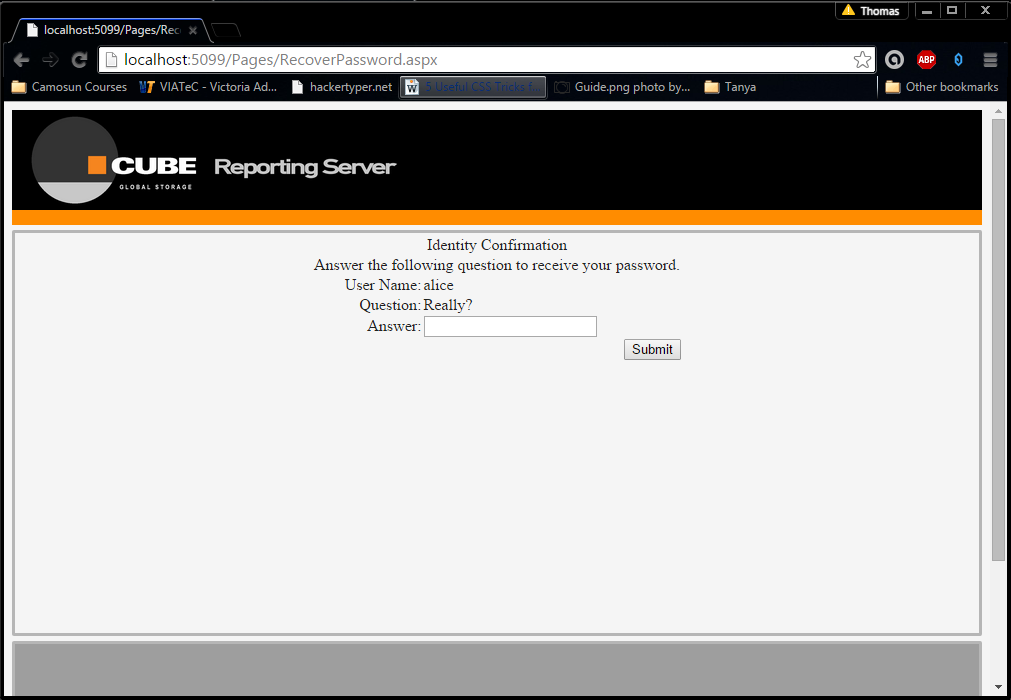 Thomas
localhost:5099/Pages/Rec
localhost:5099/Pages/RecoverPassword.aspx
ABP
Camosun Courses VIATeC - Victoria Ad... hackertyper.net W 5 Useful CSS Tricks f... Guide.png photo by... Tanya Other bookmarks
CUBE Reporting Server
GLOBAL STORAGE
Identity Confirmation
Answer the following question to receive your password.
User Name: alice
Question: Really?
Answer:
Submit